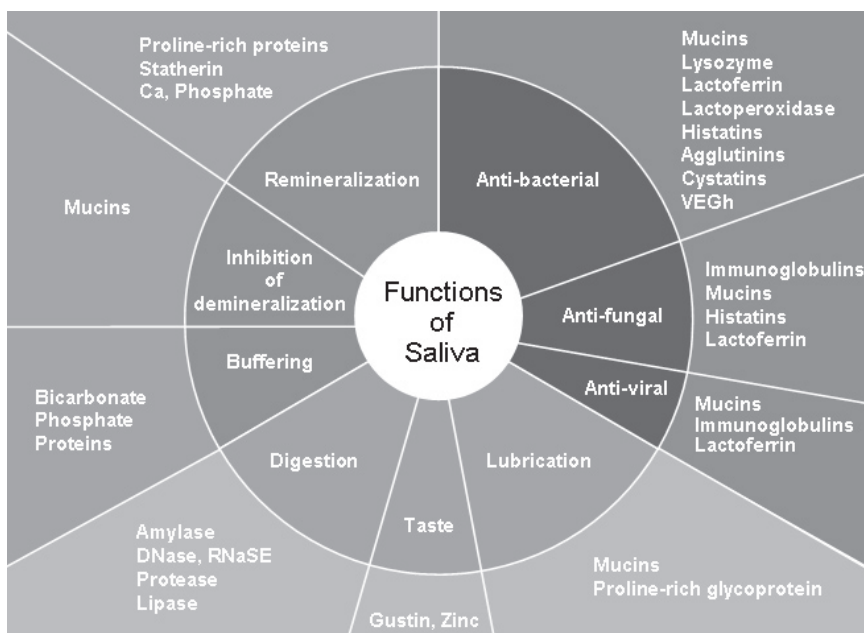 Functions
of
Saliva
Remineralization
Proline-rich proteins
Statherin
Ca, Phosphate
Anti-bacterial
Mucins
Lysozyme
Lactoferrin
Lactoperoxidase
Histatins
Agglutinins
Cystatins
VEGh
Anti-fungal
Immunoglobulins
Mucins
Histatins
Lactoferrin
Anti-viral
Mucins
Immunoglobulins
Lactoferrin
Lubrication
Mucins
Proline-rich glycoprotein
Taste
Gustin, Zinc
Digestion
Amylase
DNase, RNaSE
Protease
Lipase
Buffering
Bicarbonate
Phosphate
Proteins
Inhibition
of
demineralization
Mucins